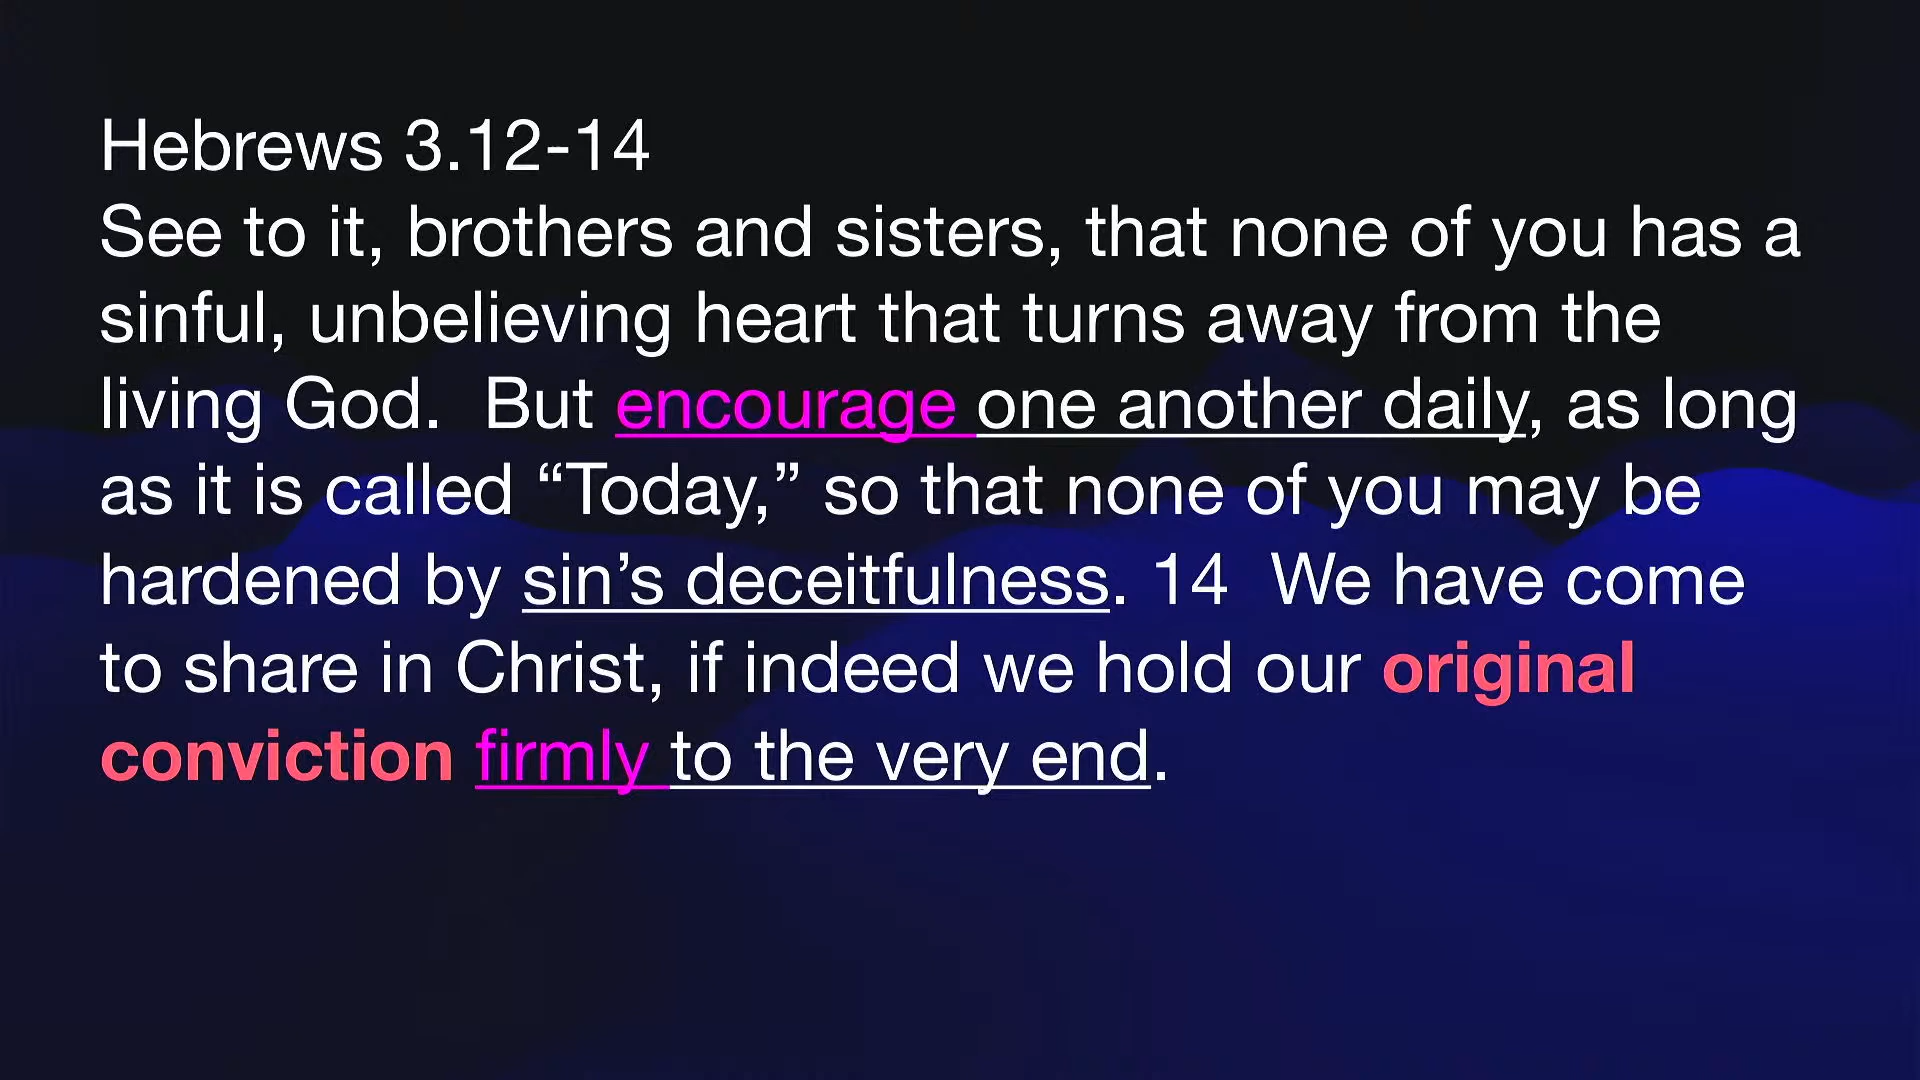 Hebrews 3.12-14
See to it, brothers and sisters, that none of you has a
sinful, unbelieving heart that turns away from the
living God.  But encourage one another daily, as long
as it is called “Today,” so that none of you may be
hardened by sin’s deceitfulness. 14  We have come
to share in Christ, if indeed we hold our original
conviction firmly to the very end.